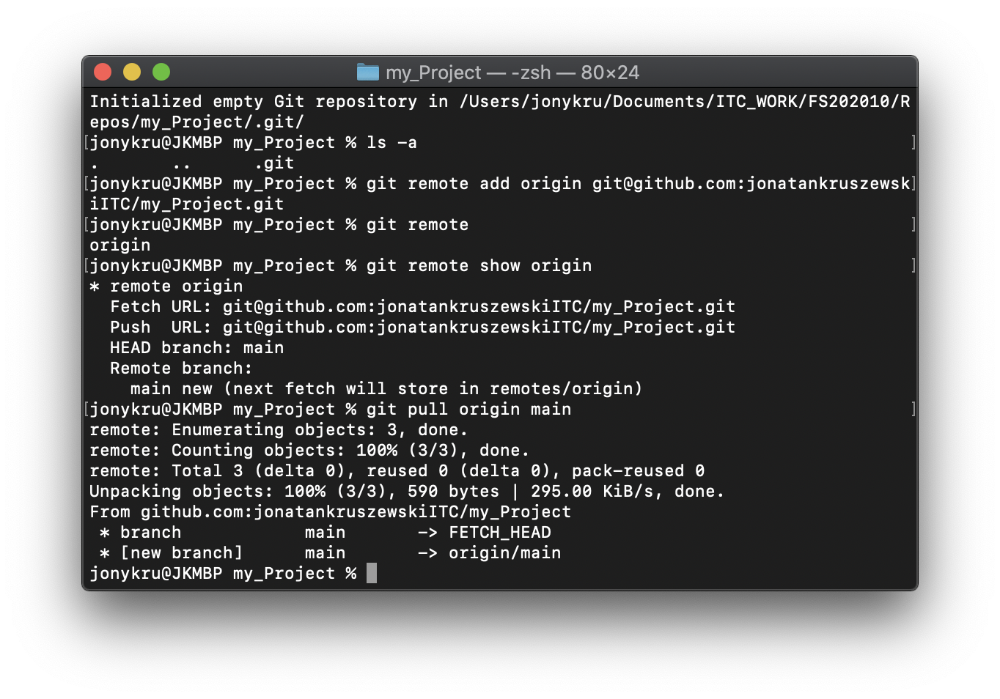 my_Project — -zsh — 80×24
Initialized empty Git repository in /Users/jonykru/Documents/ITC_WORK/FS202010/R
epos/my_Project/.git/
[jonykru@JKMBP my_Project % ls -a ]
. .. .git
[jonykru@JKMBP my_Project % git remote add origin git@github.com:jonatankruszewsk]
iITC/my_Project.git
[jonykru@JKMBP my_Project % git remote ]
origin
[jonykru@JKMBP my_Project % git remote show origin ]
* remote origin
  Fetch URL: git@github.com:jonatankruszewskiITC/my_Project.git
  Push  URL: git@github.com:jonatankruszewskiITC/my_Project.git
  HEAD branch: main
  Remote branch:
    main new (next fetch will store in remotes/origin)
[jonykru@JKMBP my_Project % git pull origin main ]
remote: Enumerating objects: 3, done.
remote: Counting objects: 100% (3/3), done.
remote: Total 3 (delta 0), reused 0 (delta 0), pack-reused 0
Unpacking objects: 100% (3/3), 590 bytes | 295.00 KiB/s, done.
From github.com:jonatankruszewskiITC/my_Project
 * branch            main       -> FETCH_HEAD
 * [new branch]      main       -> origin/main
jonykru@JKMBP my_Project %